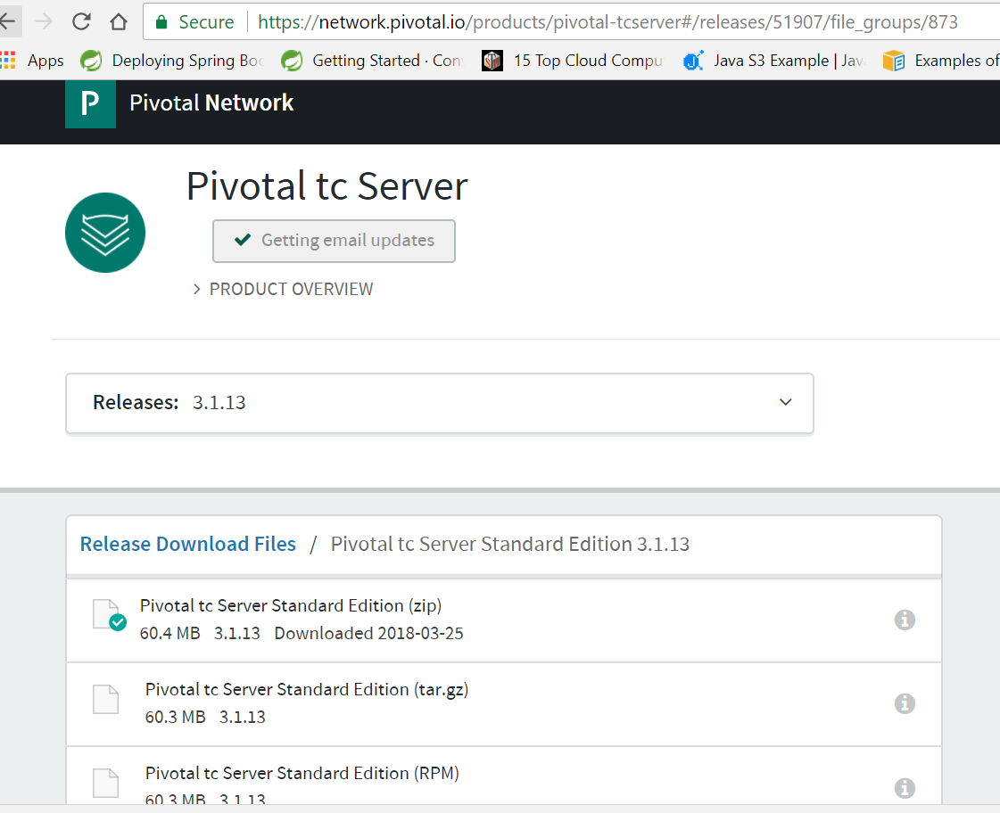 Secure https://network.pivotal.io/products/pivotal-tcserver#/releases/51907/file_groups/873
Apps Deploying Spring Boo Getting Started · Con 15 Top Cloud Compu Java S3 Example | Jav Examples of
P Pivotal Network
Pivotal tc Server
Getting email updates
PRODUCT OVERVIEW
Releases: 3.1.13
Release Download Files / Pivotal tc Server Standard Edition 3.1.13
Pivotal tc Server Standard Edition (zip)
60.4 MB 3.1.13 Downloaded 2018-03-25
Pivotal tc Server Standard Edition (tar.gz)
60.3 MB 3.1.13
Pivotal tc Server Standard Edition (RPM)
60.3 MB 3.1.13